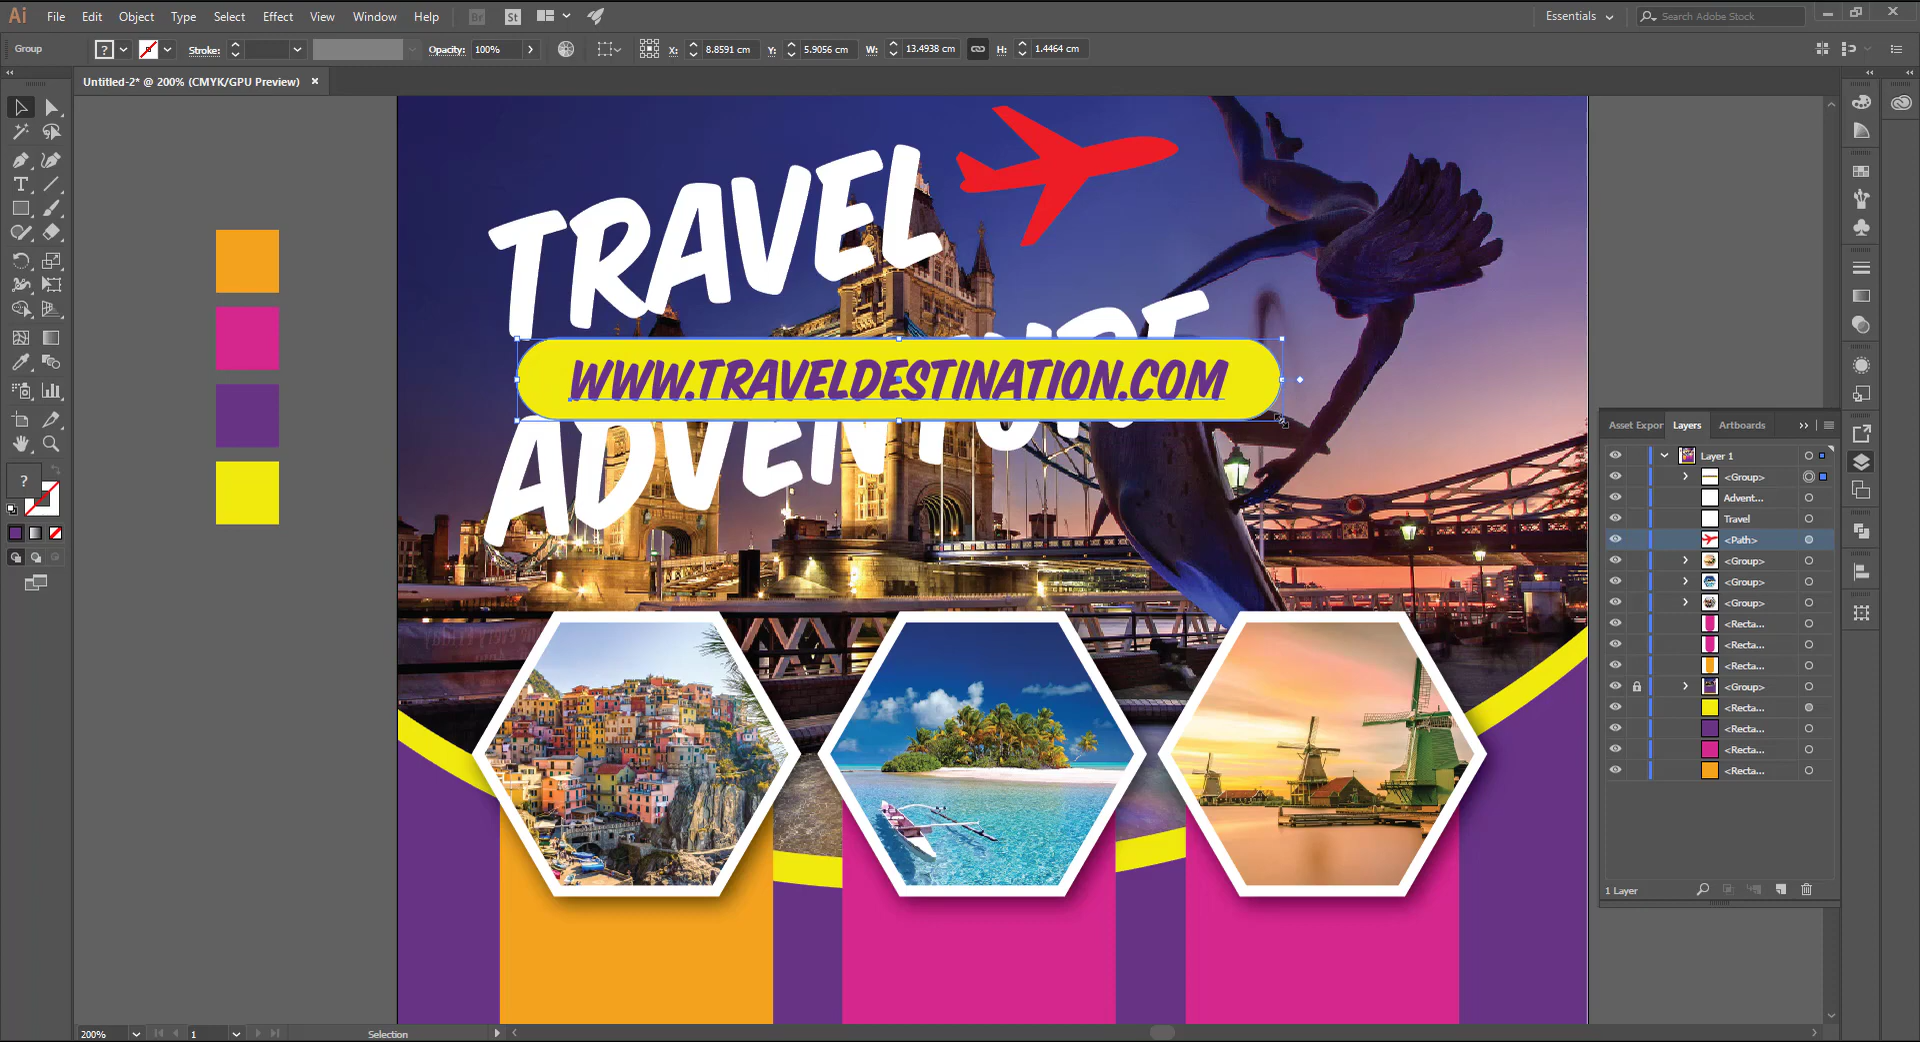 Ai File Edit Object Type Select Effect View Window Help Br St Essentials Search Adobe Stock
Group ? Stroke: Opacity: 100% X: 8.8591 cm Y: 5.9056 cm W: 13.4938 cm H: 1.4464 cm
Untitled-2* @ 200% (CMYK/GPU Preview)
TRAVEL
WWW.TRAVELDESTINATION.COM
ADVENTURE
T
?
Asset Expor Layers Artboards
Layer 1
<Group>
Advent...
Travel
<Path>
<Group>
<Group>
<Group>
<Recta...
<Recta...
<Recta...
<Group>
<Recta...
<Recta...
<Recta...
<Recta...
1 Layer
200% 1 Selection